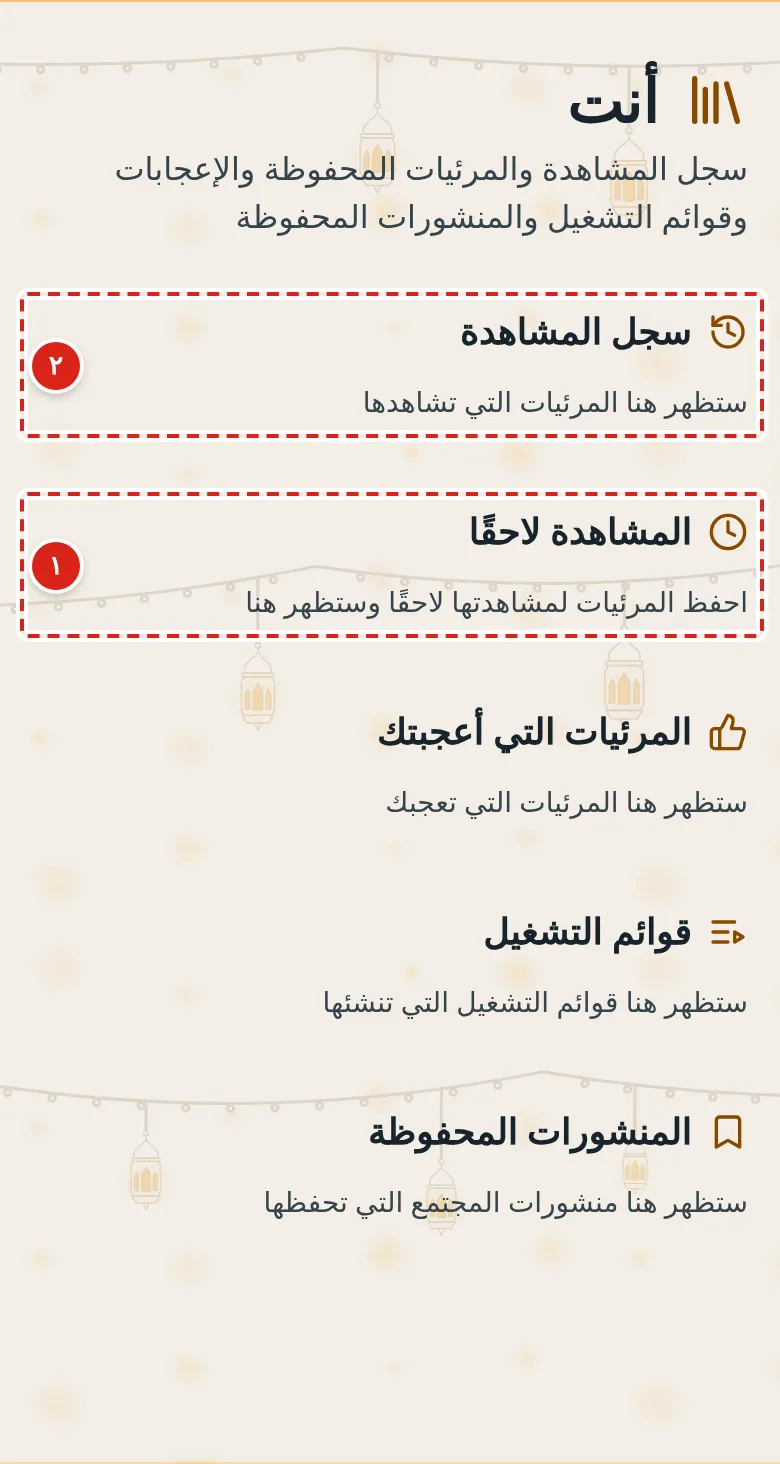 أنت
سجل المشاهدة والمرئيات المحفوظة والإعجابات
وقوائم التشغيل والمنشورات المحفوظة
سجل المشاهدة
٢
ستظهر هنا المرئيات التي تشاهدها
المشاهدة لاحقًا
١
احفظ المرئيات لمشاهدتها لاحقًا وستظهر هنا
المرئيات التي أعجبتك
ستظهر هنا المرئيات التي تعجبك
قوائم التشغيل
ستظهر هنا قوائم التشغيل التي تنشئها
المنشورات المحفوظة
ستظهر هنا منشورات المجتمع التي تحفظها